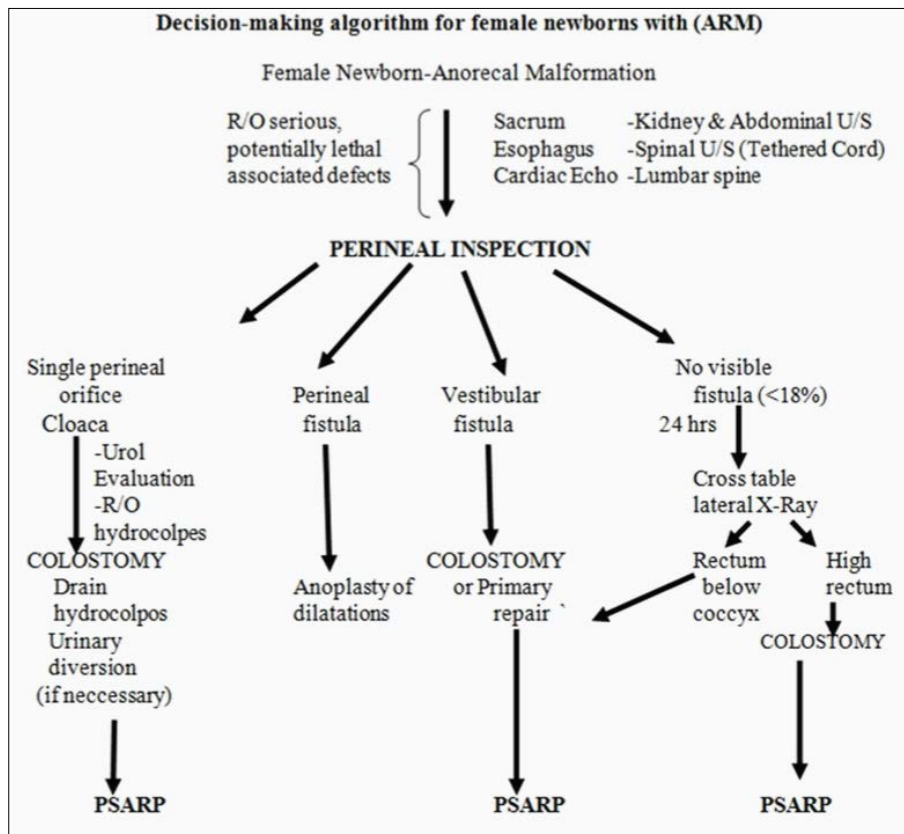 Decision-making algorithm for female newborns with (ARM)
Female Newborn-Anorecal Malformation
R/O serious,
potentially lethal
associated defects
Sacrum
Esophagus
Cardiac Echo
-Kidney & Abdominal U/S
-Spinal U/S (Tethered Cord)
-Lumbar spine
PERINEAL INSPECTION
Single perineal
orifice
Cloaca
-Urol
Evaluation
-R/O
hydrocolpes
COLOSTOMY
Drain
hydrocolpos
Urinary
diversion
(if neccessary)
PSARP
Perineal
fistula
Anoplasty of
dilatations
Vestibular
fistula
COLOSTOMY
or Primary
repair `
PSARP
No visible
fistula (<18%)
24 hrs
Cross table
lateral X-Ray
Rectum
below
coccyx
High
rectum
COLOSTOMY
PSARP